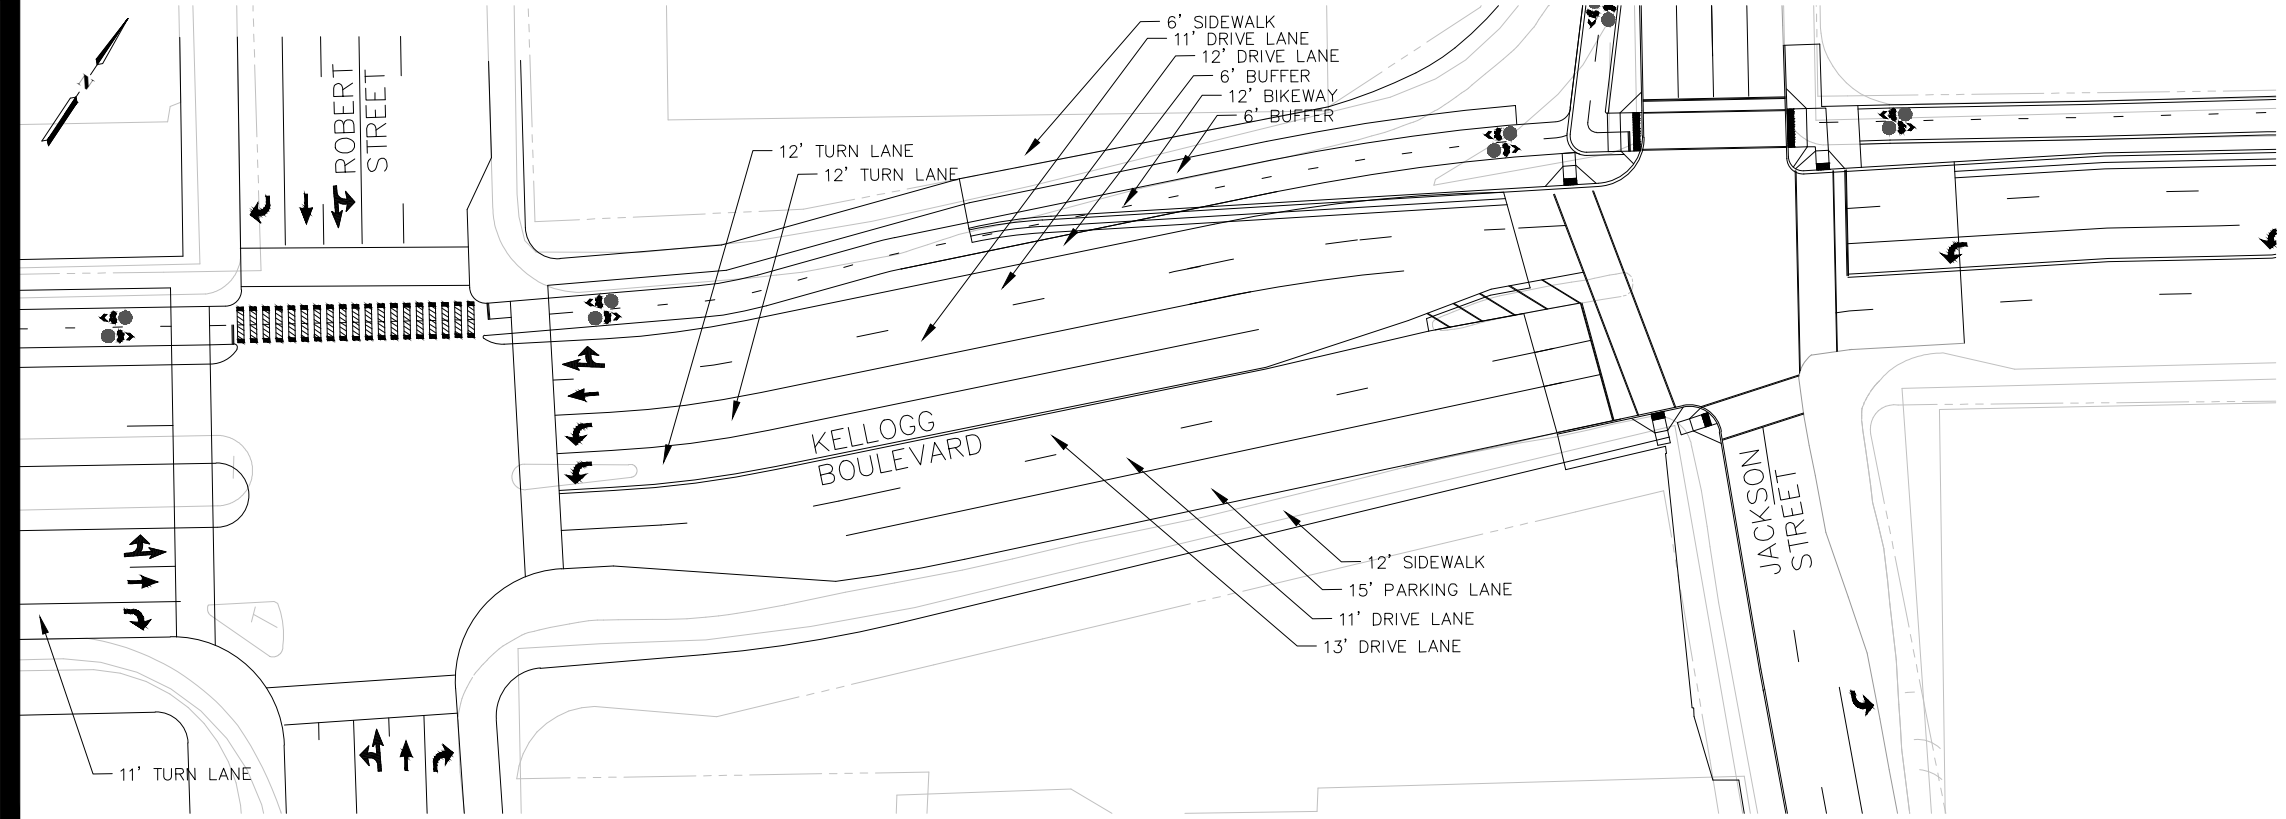 6' SIDEWALK
11' DRIVE LANE
12' DRIVE LANE
6' BUFFER
12' BIKEWAY
6' BUFFER
N
ROBERT
STREET
12' TURN LANE
12' TURN LANE
KELLOGG
BOULEVARD
JACKSON
STREET
12' SIDEWALK
15' PARKING LANE
11' DRIVE LANE
13' DRIVE LANE
11' TURN LANE